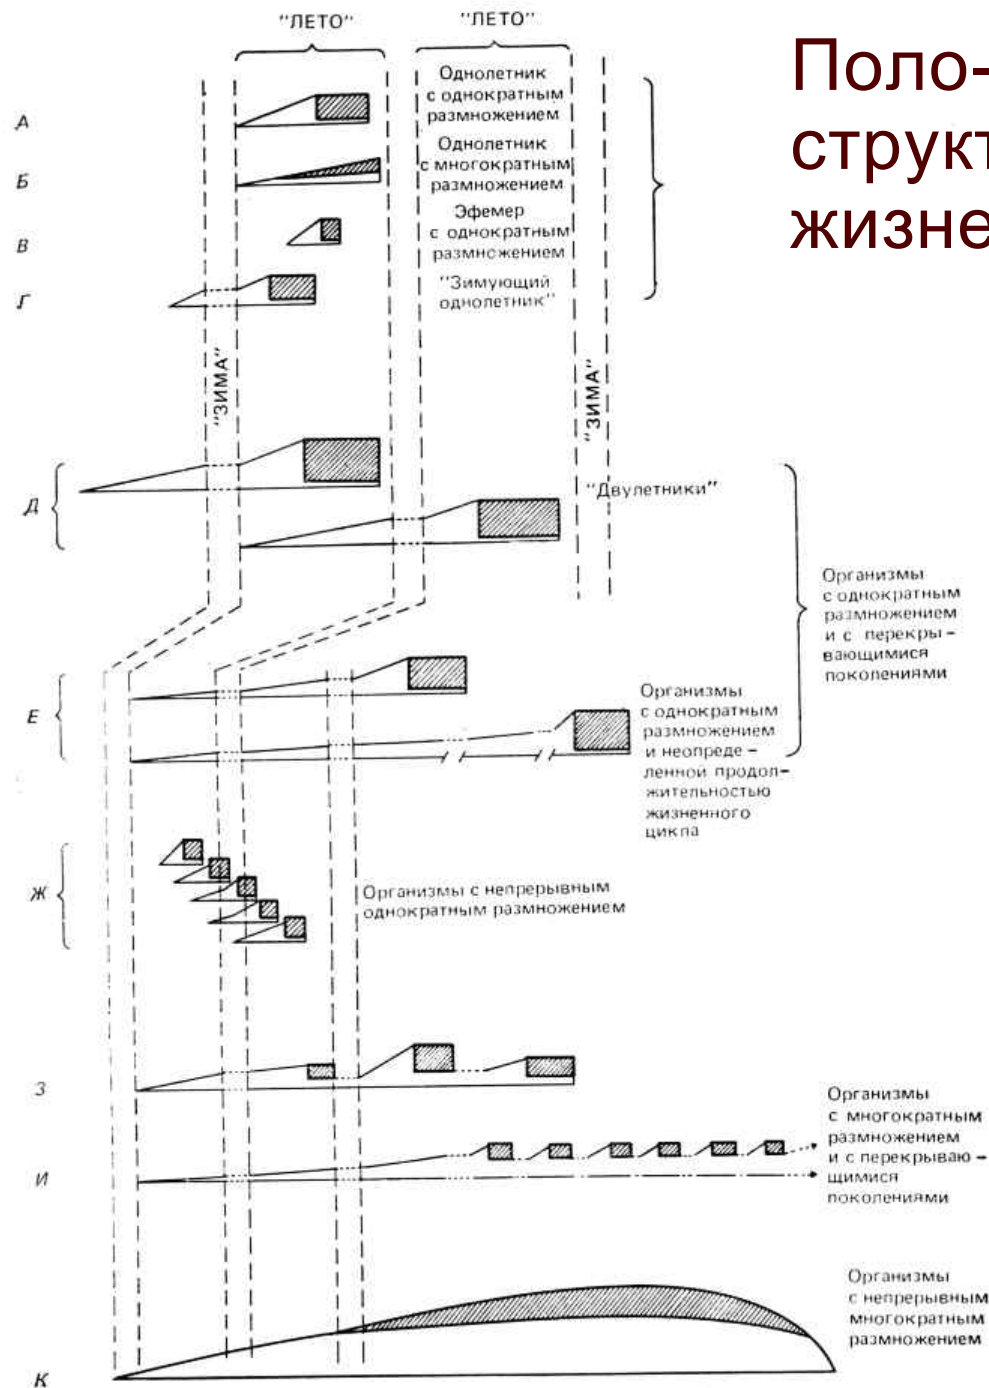 "ЛЕТО"
"ЛЕТО"
Поло-
структ
жизне
А
Однолетник
с однократным
размножением
Б
Однолетник
с многократным
размножением
В
Эфемер
с однократным
размножением
Г
"Зимующий
однолетник"
"ЗИМА"
"ЗИМА"
Д
"Двулетники"
Организмы
с однократным
размножением
и с перекры –
вающимися
поколениями
Е
Организмы
с однократным
размножением
и неопреде –
ленной продол–
жительностью
жизненного
цикла
Ж
Организмы с непрерывным
однократным размножением
З
Организмы
с многократным
размножением
и с перекрываю –
щимися
поколениями
И
Организмы
с непрерывным
многократным
размножением
К